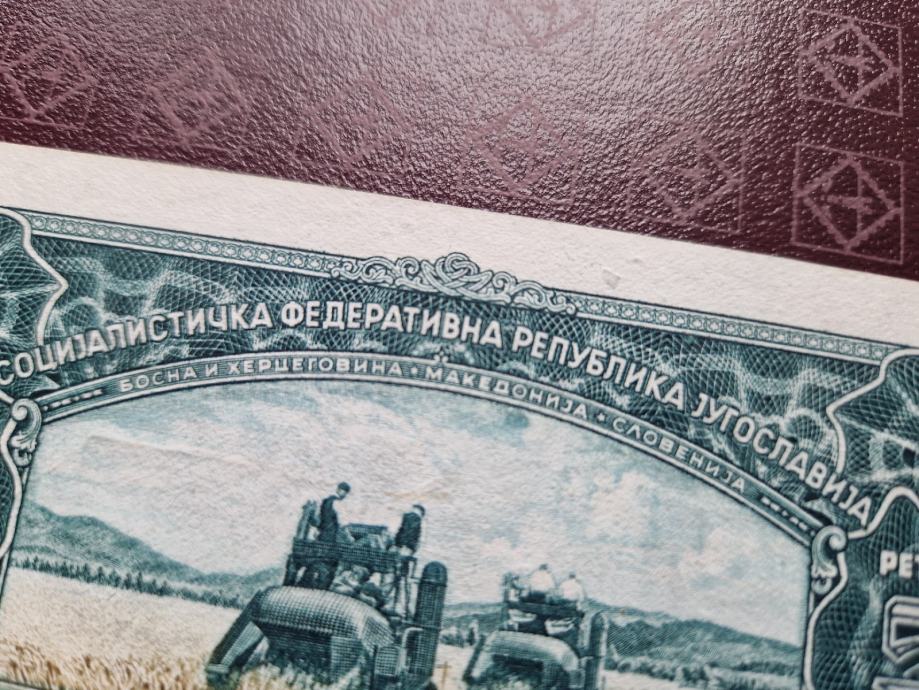 СОЦИЈАЛИСТИЧКА ФЕДЕРАТИВНА РЕПУБЛИКА ЈУГОСЛАВИЈА
БОСНА И ХЕРЦЕГОВИНА • МАКЕДОНИЈА • СЛОВЕНИЈА